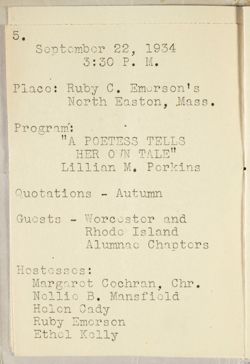 5.
September 22, 1934
3:30 P. M.
Place: Ruby C. Emerson's
North Easton, Mass.
Program:
"A POETESS TELLS
HER OWN TALE"
Lillian M. Perkins
Quotations - Autumn
Guests - Worcester and
Rhode Island
Alumnae Chapters
Hostesses:
Margaret Cochran, Chr.
Nellie B. Mansfield
Helen Cady
Ruby Emerson
Ethel Kelly